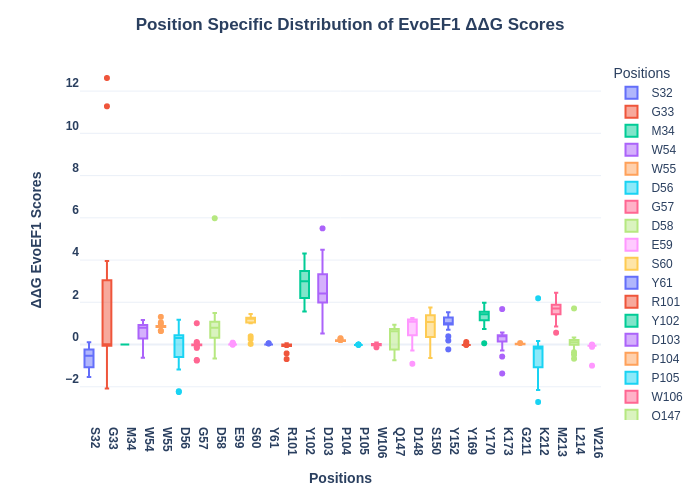 Position Specific Distribution of EvoEF1 ΔΔG Scores
12
10
8
6
4
2
0
−2
ΔΔG EvoEF1 Scores
S32 G33 M34 W54 W55 D56 G57 D58 E59 S60 Y61 R101 Y102 D103 P104 P105 W106 Q147 D148 S150 Y152 Y169 Y170 K173 G211 K212 M213 L214 W216
Positions
Positions
S32
G33
M34
W54
W55
D56
G57
D58
E59
S60
Y61
R101
Y102
D103
P104
P105
W106
O147